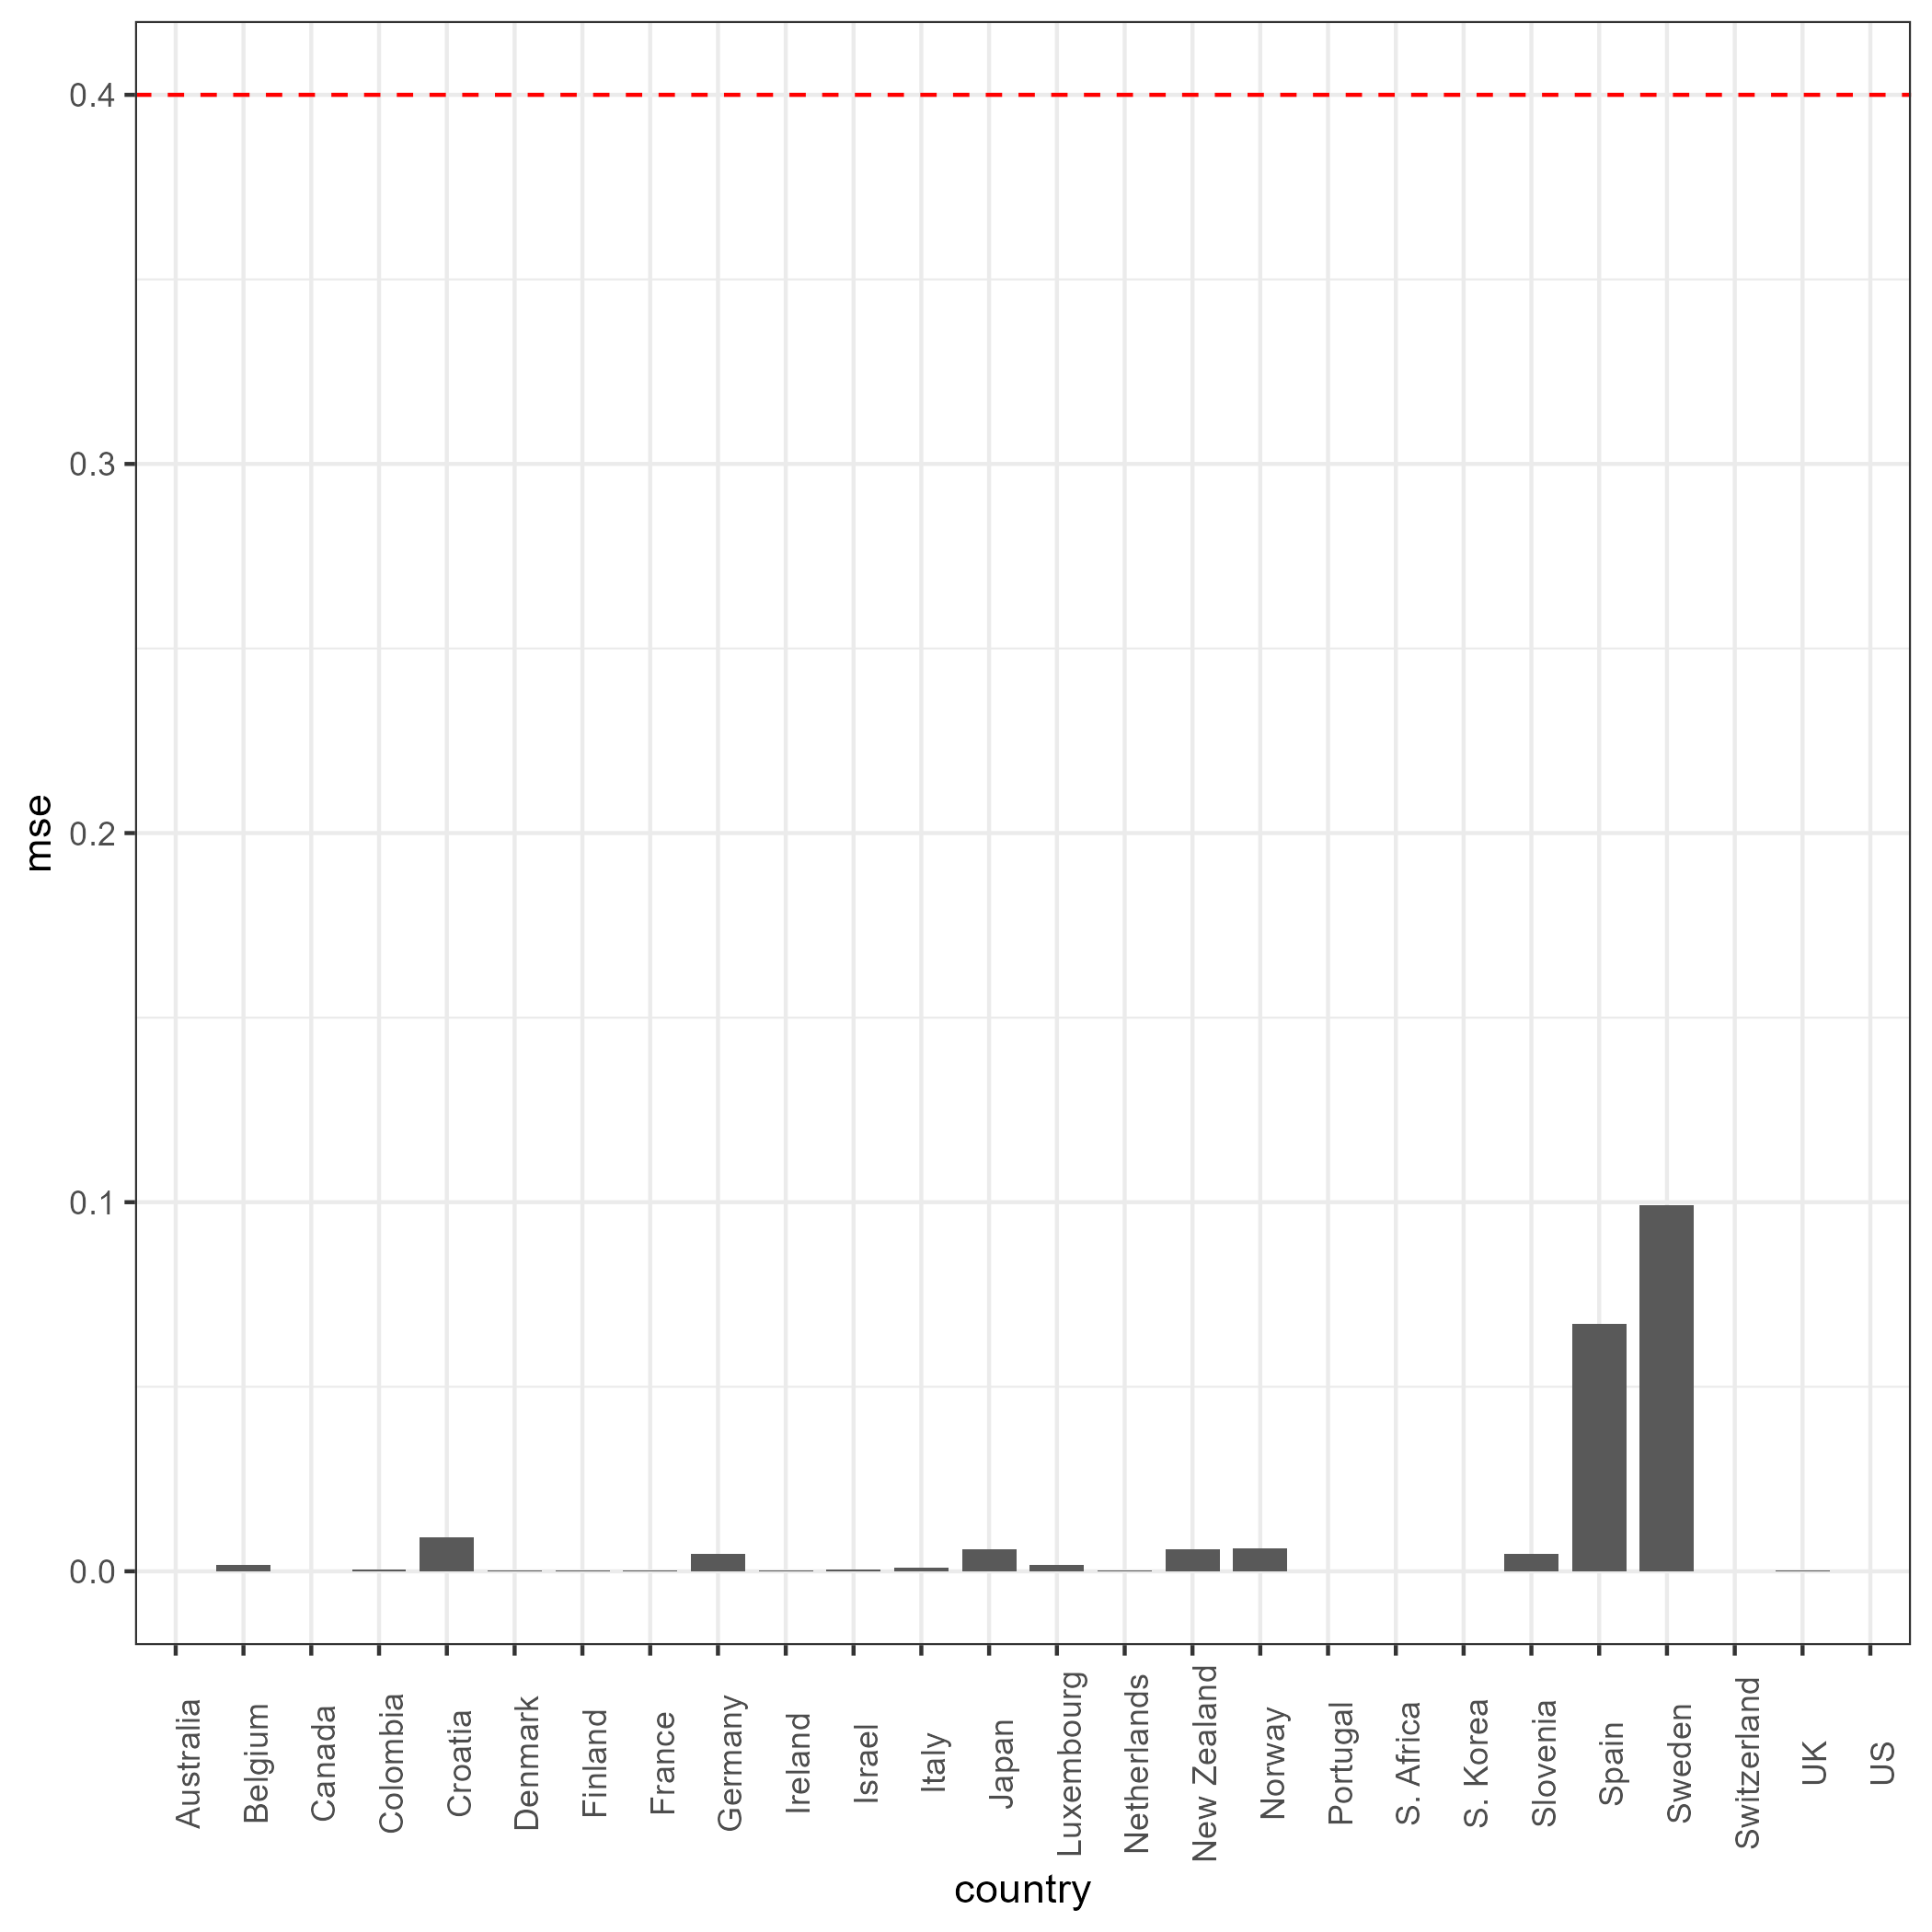 mse
0.4
0.3
0.2
0.1
0.0
Australia
Belgium
Canada
Colombia
Croatia
Denmark
Finland
France
Germany
Ireland
Israel
Italy
Japan
Luxembourg
Netherlands
New Zealand
Norway
Portugal
S. Africa
S. Korea
Slovenia
Spain
Sweden
Switzerland
UK
US
country